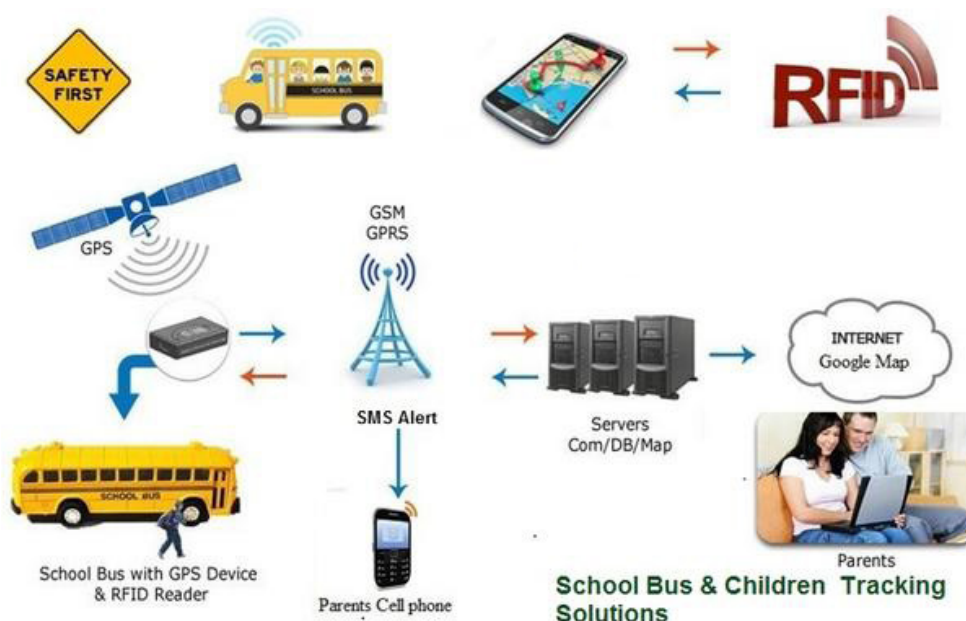 SAFETY
FIRST
SCHOOL BUS
RFID
GPS
GSM
GPRS
INTERNET
Google Map
SMS Alert
Servers
Com/DB/Map
SCHOOL BUS
School Bus with GPS Device
& RFID Reader
Parents Cell phone
Parents
School Bus & Children Tracking
Solutions